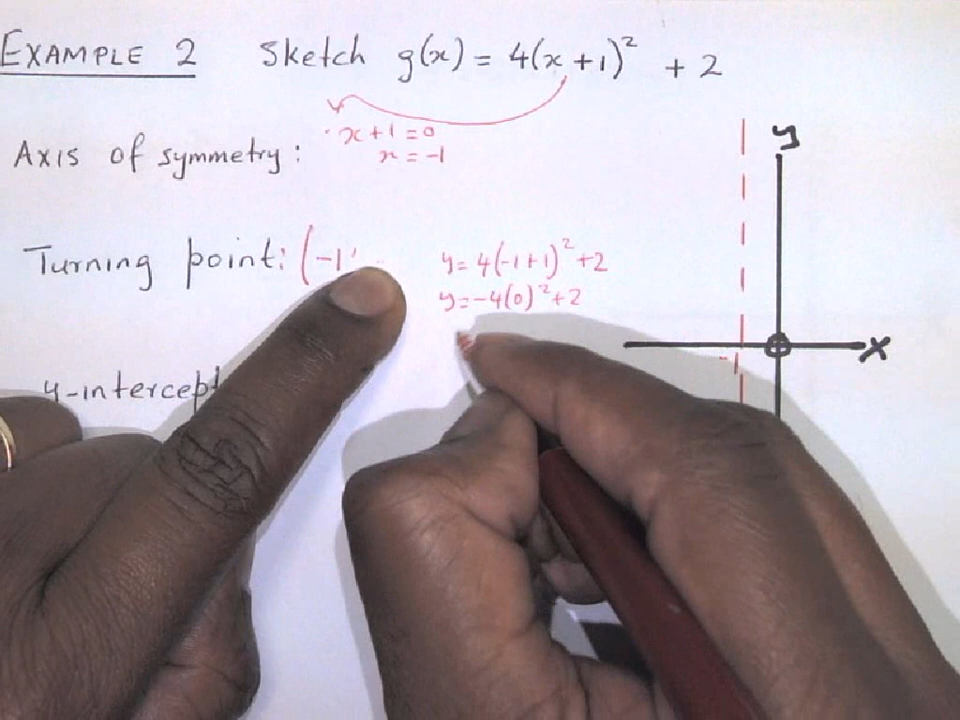 EXAMPLE 2 Sketch g(x) = 4(x+1)² + 2
x+1=0
Axis of symmetry: x = -1
y
Turning point: (-1,
y=4(-1+1)²+2
y=-4(0)²+2
x
-1
y-intercept